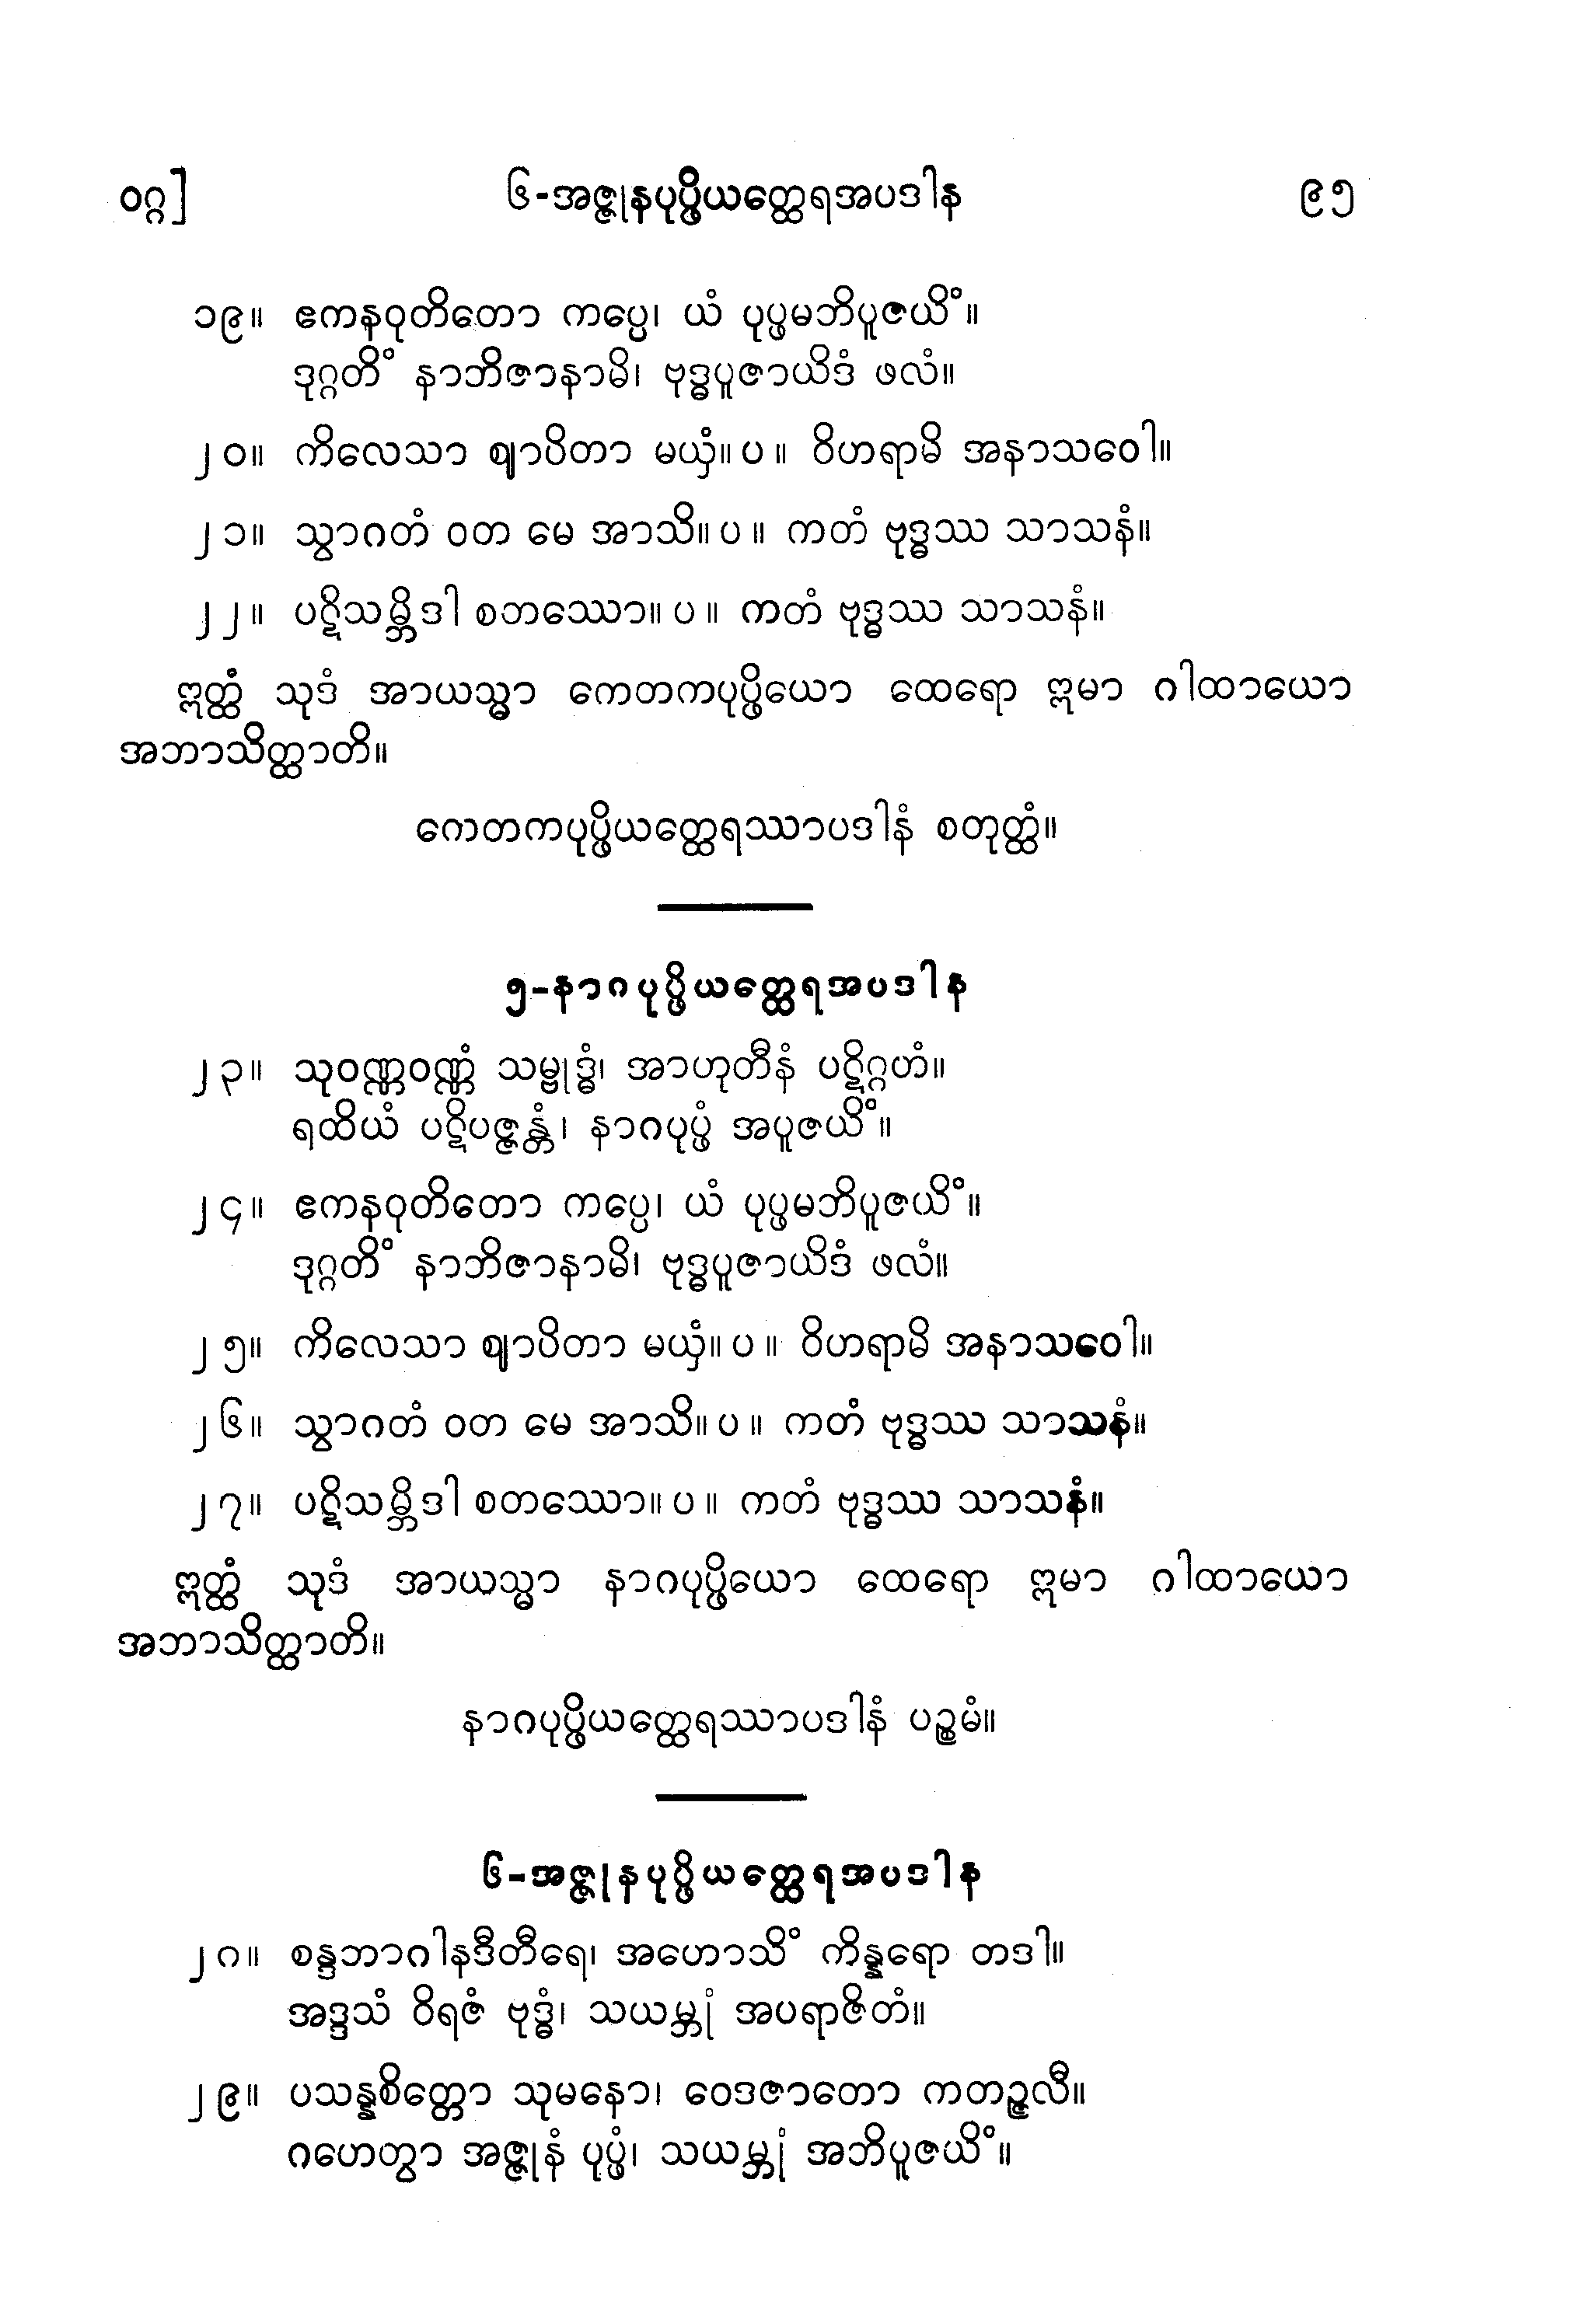 ဝဂ္ဂ]	၆-အဇ္ဇုနပုပ္ဖိယတ္ထေရအပဒါန	၉၅
၁၉။ ဧကနဝုတိတော ကပ္ပေ၊ ယံ ပုပ္ဖမဘိပူဇယိံ။
ဒုဂ္ဂတိံ နာဘိဇာနာမိ၊ ဗုဒ္ဓပူဇာယိဒံ ဖလံ။
၂၀။ ကိလေသာ ဈာပိတာ မယှံ။ ပ ။ ဝိဟရာမိ အနာသဝေါ။
၂၁။ သွာဂတံ ဝတ မေ အာသိ။ ပ ။ ကတံ ဗုဒ္ဓဿ သာသနံ။
၂၂။ ပဋိသမ္ဘိဒါ စဘဿော။ ပ ။ ကတံ ဗုဒ္ဓဿ သာသနံ။
ဣတ္ထံ သုဒံ အာယသ္မာ ကေတကပုပ္ဖိယော ထေရော ဣမာ ဂါထာယော
အဘာသိတ္ထာတိ။
ကေတကပုပ္ဖိယတ္ထေရဿာပဒါနံ စတုတ္ထံ။
၅-နာဂပုပ္ဖိယတ္ထေရအပဒါန
၂၃။ သုဝဏ္ဏဝဏ္ဏံ သမ္ဗုဒ္ဓံ၊ အာဟုတီနံ ပဋိဂ္ဂဟံ။
ရထိယံ ပဋိပဇ္ဇန္တံ၊ နာဂပုပ္ဖံ အပူဇယိံ။
၂၄။ ဧကနဝုတိတော ကပ္ပေ၊ ယံ ပုပ္ဖမဘိပူဇယိံ။
ဒုဂ္ဂတိံ နာဘိဇာနာမိ၊ ဗုဒ္ဓပူဇာယိဒံ ဖလံ။
၂၅။ ကိလေသာ ဈာပိတာ မယှံ။ ပ ။ ဝိဟရာမိ အနာသဝေါ။
၂၆။ သွာဂတံ ဝတ မေ အာသိ။ ပ ။ ကတံ ဗုဒ္ဓဿ သာသနံ။
၂၇။ ပဋိသမ္ဘိဒါ စတဿော။ ပ ။ ကတံ ဗုဒ္ဓဿ သာသနံ။
ဣတ္ထံ သုဒံ အာယသ္မာ နာဂပုပ္ဖိယော ထေရော ဣမာ ဂါထာယော
အဘာသိတ္ထာတိ။
နာဂပုပ္ဖိယတ္ထေရဿာပဒါနံ ပဉ္စမံ။
၆-အဇ္ဇုနပုပ္ဖိယတ္ထေရအပဒါန
၂၈။ စန္ဒဘာဂါနဒီတီရေ၊ အဟောသိံ ကိန္နရော တဒါ။
အဒ္ဒသံ ဝိရဇံ ဗုဒ္ဓံ၊ သယမ္ဘုံ အပရာဇိတံ။
၂၉။ ပသန္နစိတ္တော သုမနော၊ ဝေဒဇာတော ကတဉ္ဇလီ။
ဂဟေတွာ အဇ္ဇုနံ ပုပ္ဖံ၊ သယမ္ဘုံ အဘိပူဇယိံ။